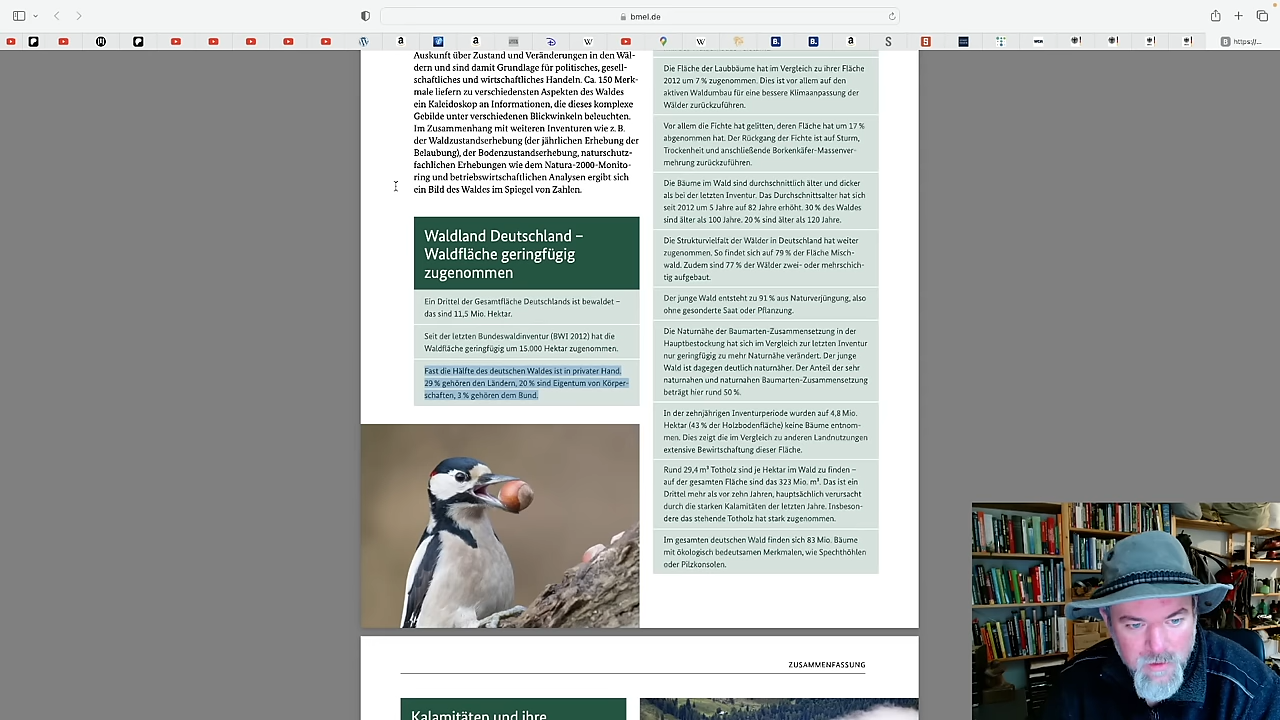 bmel.de
https://...
Auskunft über Zustand und Veränderungen in den Wäl-
dern und sind damit Grundlage für politisches, gesell-
schaftliches und wirtschaftliches Handeln. Ca. 150 Merk-
male liefern zu verschiedensten Aspekten des Waldes
ein Kaleidoskop an Informationen, die dieses komplexe
Gebilde unter verschiedenen Blickwinkeln beleuchten.
Im Zusammenhang mit weiteren Inventuren wie z. B.
der Waldzustandserhebung (der jährlichen Erhebung der
Belaubung), der Bodenzustandserhebung, naturschutz-
fachlichen Erhebungen wie dem Natura-2000-Monito-
ring und betriebswirtschaftlichen Analysen ergibt sich
ein Bild des Waldes im Spiegel von Zahlen.
Waldland Deutschland –
Waldfläche geringfügig
zugenommen
Ein Drittel der Gesamtfläche Deutschlands ist bewaldet –
das sind 11,5 Mio. Hektar.
Seit der letzten Bundeswaldinventur (BWI 2012) hat die
Waldfläche geringfügig um 15.000 Hektar zugenommen.
Fast die Hälfte des deutschen Waldes ist in privater Hand.
29 % gehören den Ländern, 20 % sind Eigentum von Körper-
schaften, 3 % gehören dem Bund.
Die Fläche der Laubbäume hat im Vergleich zu ihrer Fläche
2012 um 7 % zugenommen. Dies ist vor allem auf den
aktiven Waldumbau für eine bessere Klimaanpassung der
Wälder zurückzuführen.
Vor allem die Fichte hat gelitten, deren Fläche hat um 17 %
abgenommen hat. Der Rückgang der Fichte ist auf Sturm,
Trockenheit und anschließende Borkenkäfer-Massenver-
mehrung zurückzuführen.
Die Bäume im Wald sind durchschnittlich älter und dicker
als bei der letzten Inventur. Das Durchschnittsalter hat sich
seit 2012 um 5 Jahre auf 82 Jahre erhöht. 30 % des Waldes
sind älter als 100 Jahre. 20 % sind älter als 120 Jahre.
Die Strukturvielfalt der Wälder in Deutschland hat weiter
zugenommen. So findet sich auf 79 % der Fläche Misch-
wald. Zudem sind 77 % der Wälder zwei- oder mehrschich-
tig aufgebaut.
Der junge Wald entsteht zu 91 % aus Naturverjüngung, also
ohne gesonderte Saat oder Pflanzung.
Die Naturnähe der Baumarten-Zusammensetzung in der
Hauptbestockung hat sich im Vergleich zur letzten Inventur
nur geringfügig zu mehr Naturnähe verändert. Der junge
Wald ist dagegen deutlich naturnäher. Der Anteil der sehr
naturnahen und naturnahen Baumarten-Zusammensetzung
beträgt hier rund 50 %.
In der zehnjährigen Inventurperiode wurden auf 4,8 Mio.
Hektar (43 % der Holzbodenfläche) keine Bäume entnom-
men. Dies zeigt die im Vergleich zu anderen Landnutzungen
extensive Bewirtschaftung dieser Fläche.
Rund 29,4 m³ Totholz sind je Hektar im Wald zu finden –
auf der gesamten Fläche sind das 323 Mio. m³. Das ist ein
Drittel mehr als vor zehn Jahren, hauptsächlich verursacht
durch die starken Kalamitäten der letzten Jahre. Insbeson-
dere das stehende Totholz hat stark zugenommen.
Im gesamten deutschen Wald finden sich 83 Mio. Bäume
mit ökologisch bedeutsamen Merkmalen, wie Spechthöhlen
oder Pilzkonsolen.
ZUSAMMENFASSUNG
Kalamitäten und ihre